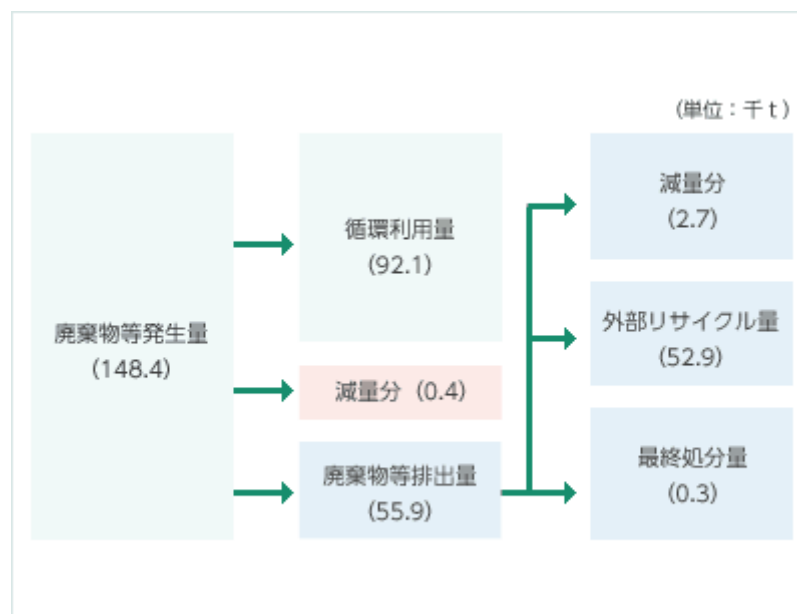 （単位：千ｔ）
廃棄物等発生量
（148.4）
循環利用量
（92.1）
減量分（0.4）
廃棄物等排出量
（55.9）
減量分
（2.7）
外部リサイクル量
（52.9）
最終処分量
（0.3）